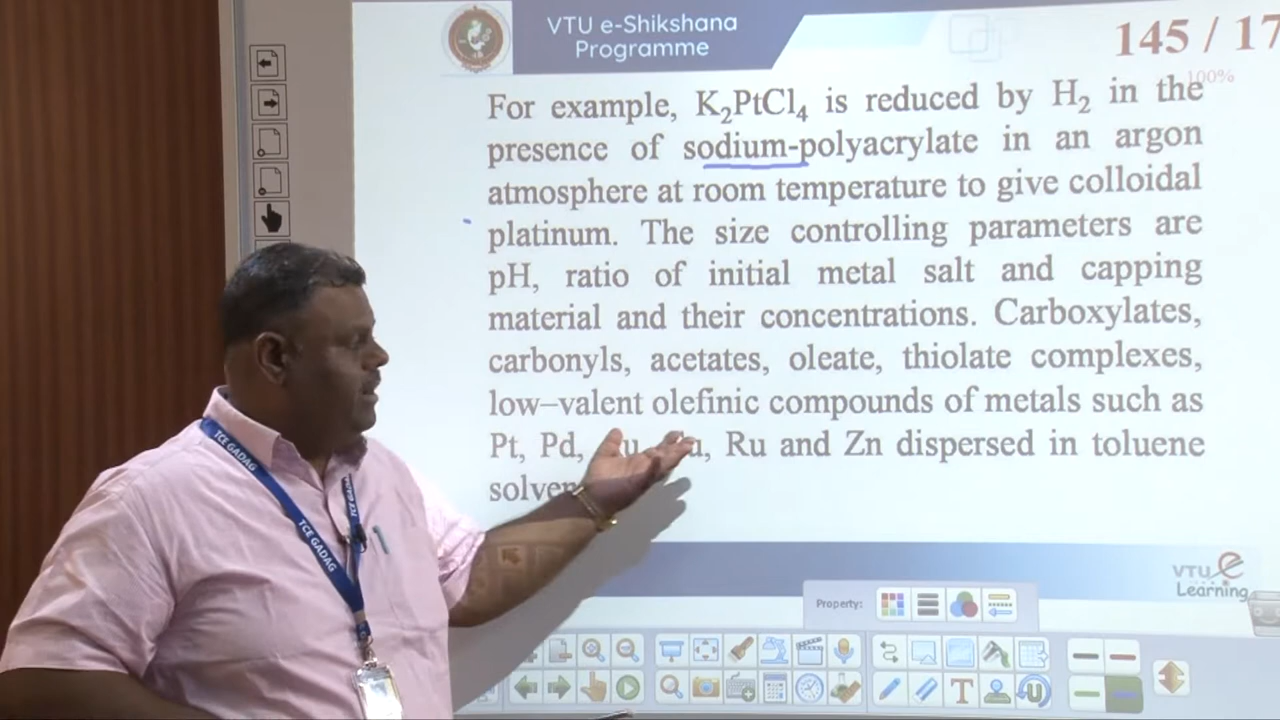 VTU e-Shikshana
Programme
145 / 17
100%
For example, K₂PtCl₄ is reduced by H₂ in the
presence of sodium-polyacrylate in an argon
atmosphere at room temperature to give colloidal
platinum. The size controlling parameters are
pH, ratio of initial metal salt and capping
material and their concentrations. Carboxylates,
carbonyls, acetates, oleate, thiolate complexes,
low–valent olefinic compounds of metals such as
Pt, Pd, Ru and Zn dispersed in toluene
TCE GADAG
TCE GADAG
VTU e
Learning
Property: